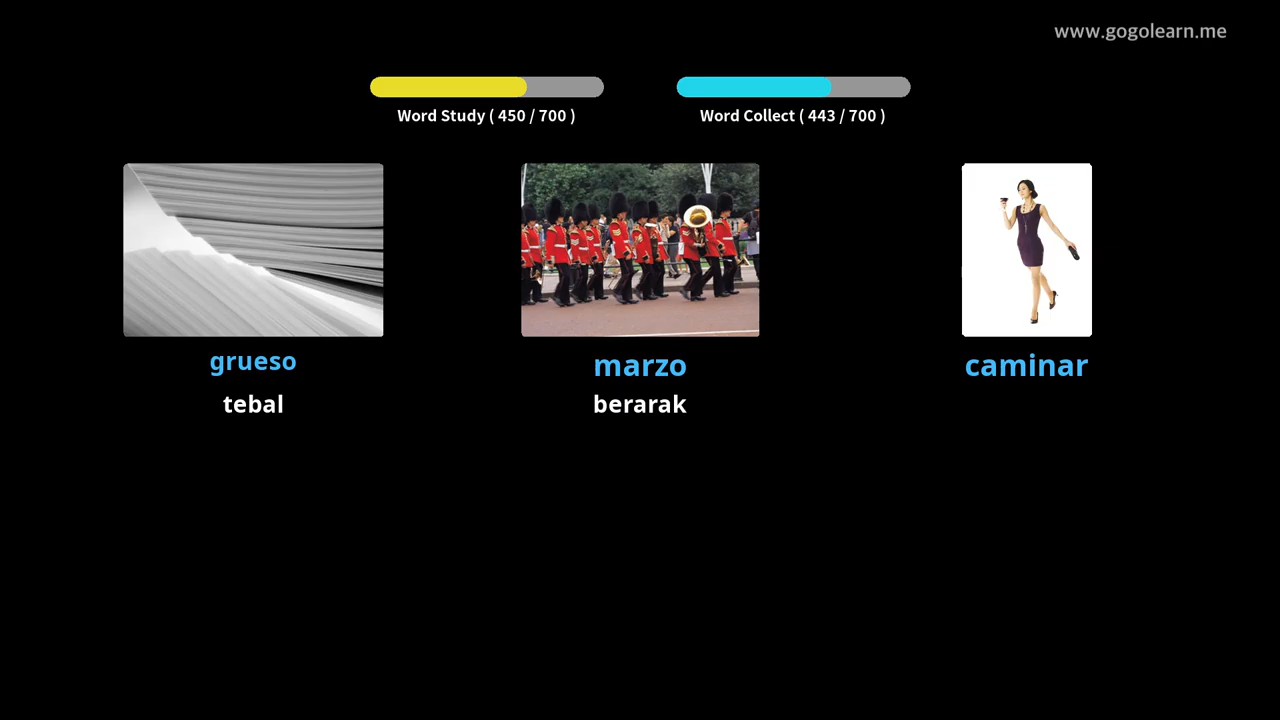 www.gogolearn.me
Word Study ( 450 / 700 )
Word Collect ( 443 / 700 )
grueso
marzo
caminar
tebal
berarak